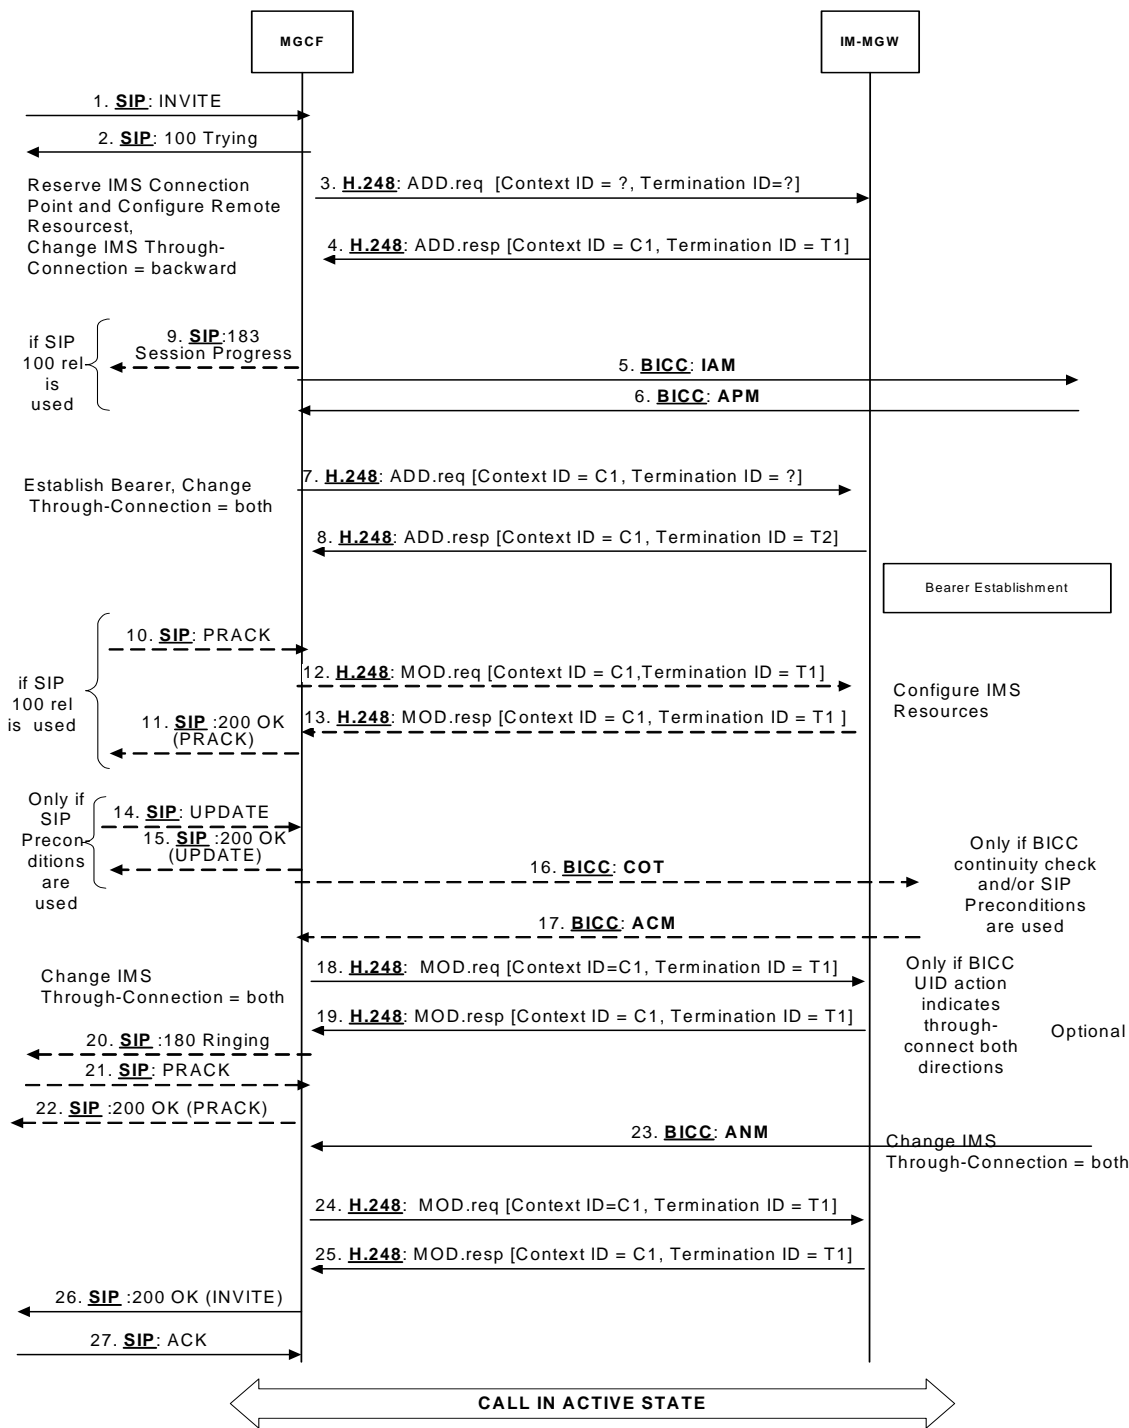 MGCF
IM-MGW
1. SIP: INVITE
2. SIP: 100 Trying
Reserve IMS Connection
Point and Configure Remote
Resourcest,
Change IMS Through-
Connection = backward
3. H.248: ADD.req [Context ID = ?, Termination ID=?]
4. H.248: ADD.resp [Context ID = C1, Termination ID = T1]
if SIP
100 rel
is
used
9. SIP:183
Session Progress
5. BICC: IAM
6. BICC: APM
Establish Bearer, Change
Through-Connection = both
7. H.248: ADD.req [Context ID = C1, Termination ID = ?]
8. H.248: ADD.resp [Context ID = C1, Termination ID = T2]
Bearer Establishment
if SIP
100 rel
is used
10. SIP: PRACK
12. H.248: MOD.req [Context ID = C1,Termination ID = T1]
11. SIP :200 OK
(PRACK)
13. H.248: MOD.resp [Context ID = C1, Termination ID = T1 ]
Configure IMS
Resources
Only if
SIP
Precon
ditions
are
used
14. SIP: UPDATE
15. SIP :200 OK
(UPDATE)
16. BICC: COT
Only if BICC
continuity check
and/or SIP
Preconditions
are used
17. BICC: ACM
Change IMS
Through-Connection = both
18. H.248: MOD.req [Context ID=C1, Termination ID = T1]
19. H.248: MOD.resp [Context ID = C1, Termination ID = T1]
Only if BICC
UID action
indicates
through-
connect both
directions
Optional
20. SIP :180 Ringing
21. SIP: PRACK
22. SIP :200 OK (PRACK)
23. BICC: ANM
Change IMS
Through-Connection = both
24. H.248: MOD.req [Context ID=C1, Termination ID = T1]
25. H.248: MOD.resp [Context ID = C1, Termination ID = T1]
26. SIP :200 OK (INVITE)
27. SIP: ACK
CALL IN ACTIVE STATE